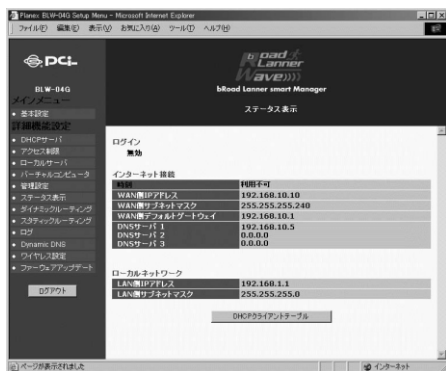 Planex BLW-04G Setup Menu - Microsoft Internet Explorer
ファイル(F) 編集(E) 表示(V) お気に入り(A) ツール(T) ヘルプ(H)
PCi
BLW-04G
メインメニュー
基本設定
詳細機能設定
DHCPサーバ
アクセス制限
ローカルサーバ
バーチャルコンピュータ
管理設定
ステータス表示
ダイナミックルーティング
スタティックルーティング
ログ
Dynamic DNS
ワイヤレス設定
ファームウェアアップデート
ログアウト
broad Lanner Wave
bRoad Lanner smart Manager
ステータス表示
ログイン
無効
インターネット接続
時刻 利用不可
WAN側IPアドレス 192.168.10.10
WAN側サブネットマスク 255.255.255.240
WAN側デフォルトゲートウェイ 192.168.10.1
DNSサーバ 1 192.168.10.5
DNSサーバ 2 0.0.0.0
DNSサーバ 3 0.0.0.0
ローカルネットワーク
LAN側IPアドレス 192.168.1.1
LAN側サブネットマスク 255.255.255.0
DHCPクライアントテーブル
ページが表示されました
インターネット